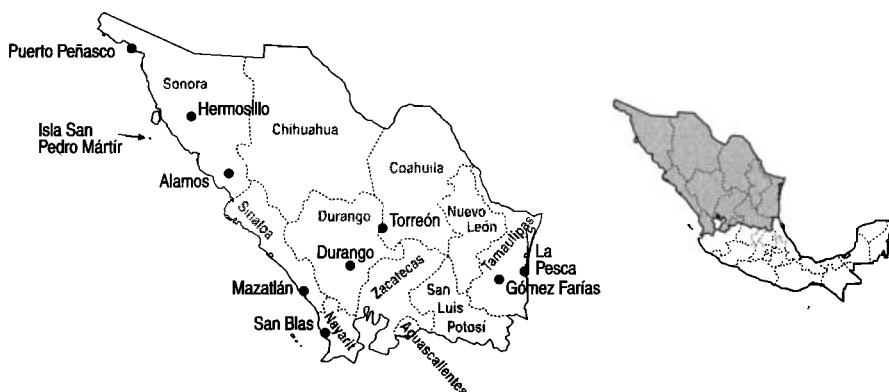 Puerto Peñasco
Sonora
Hermosillo
Isla San
Pedro Mártir
Chihuahua
Alamos
Coahuila
Sinaloa
Durango
Torreón
Nuevo
León
Tamaulipas
Durango
La
Pesca
Gómez Farías
Mazatlán
Zacatecas
San
Luis
Potosí
San Blas
Nayarit
Aguascalientes